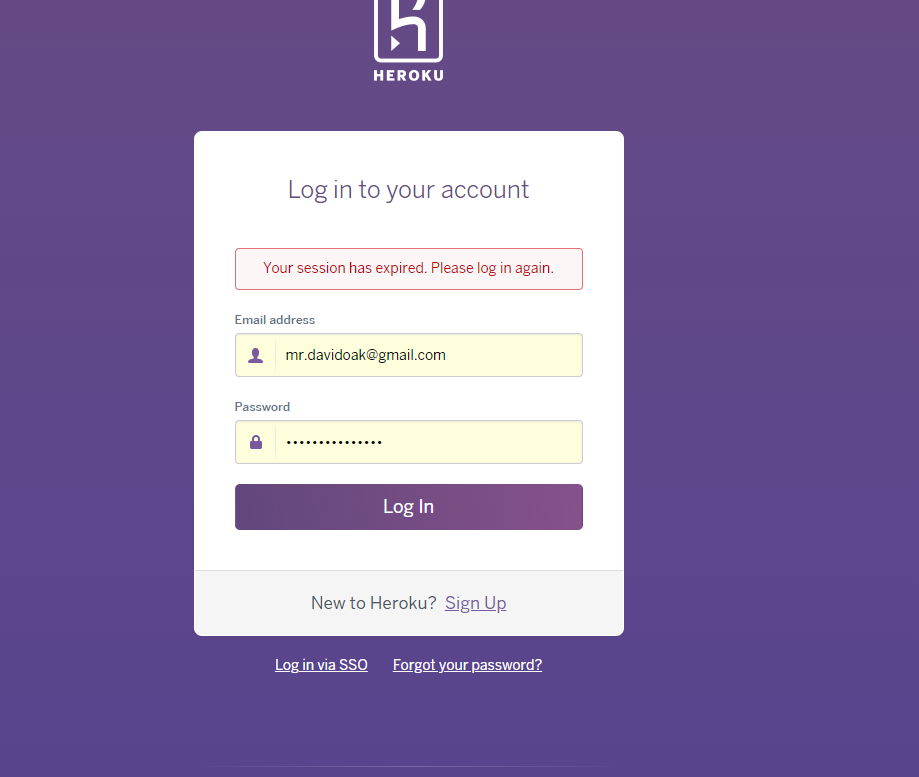 HEROKU
Log in to your account
Your session has expired. Please log in again.
Email address
mr.davidoak@gmail.com
Password
•••••••••••••••
Log In
New to Heroku? Sign Up
Log in via SSO Forgot your password?